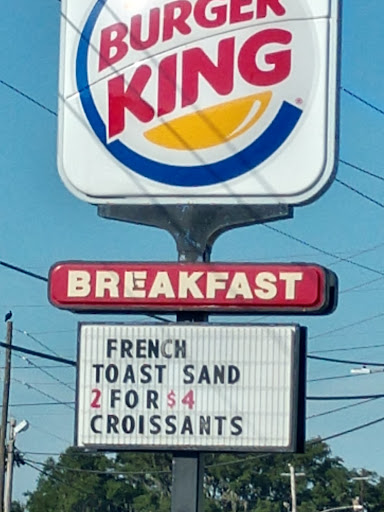 BURGER
KING
BREAKFAST
FRENCH
TOAST SAND
2 FOR $4
CROISSANTS